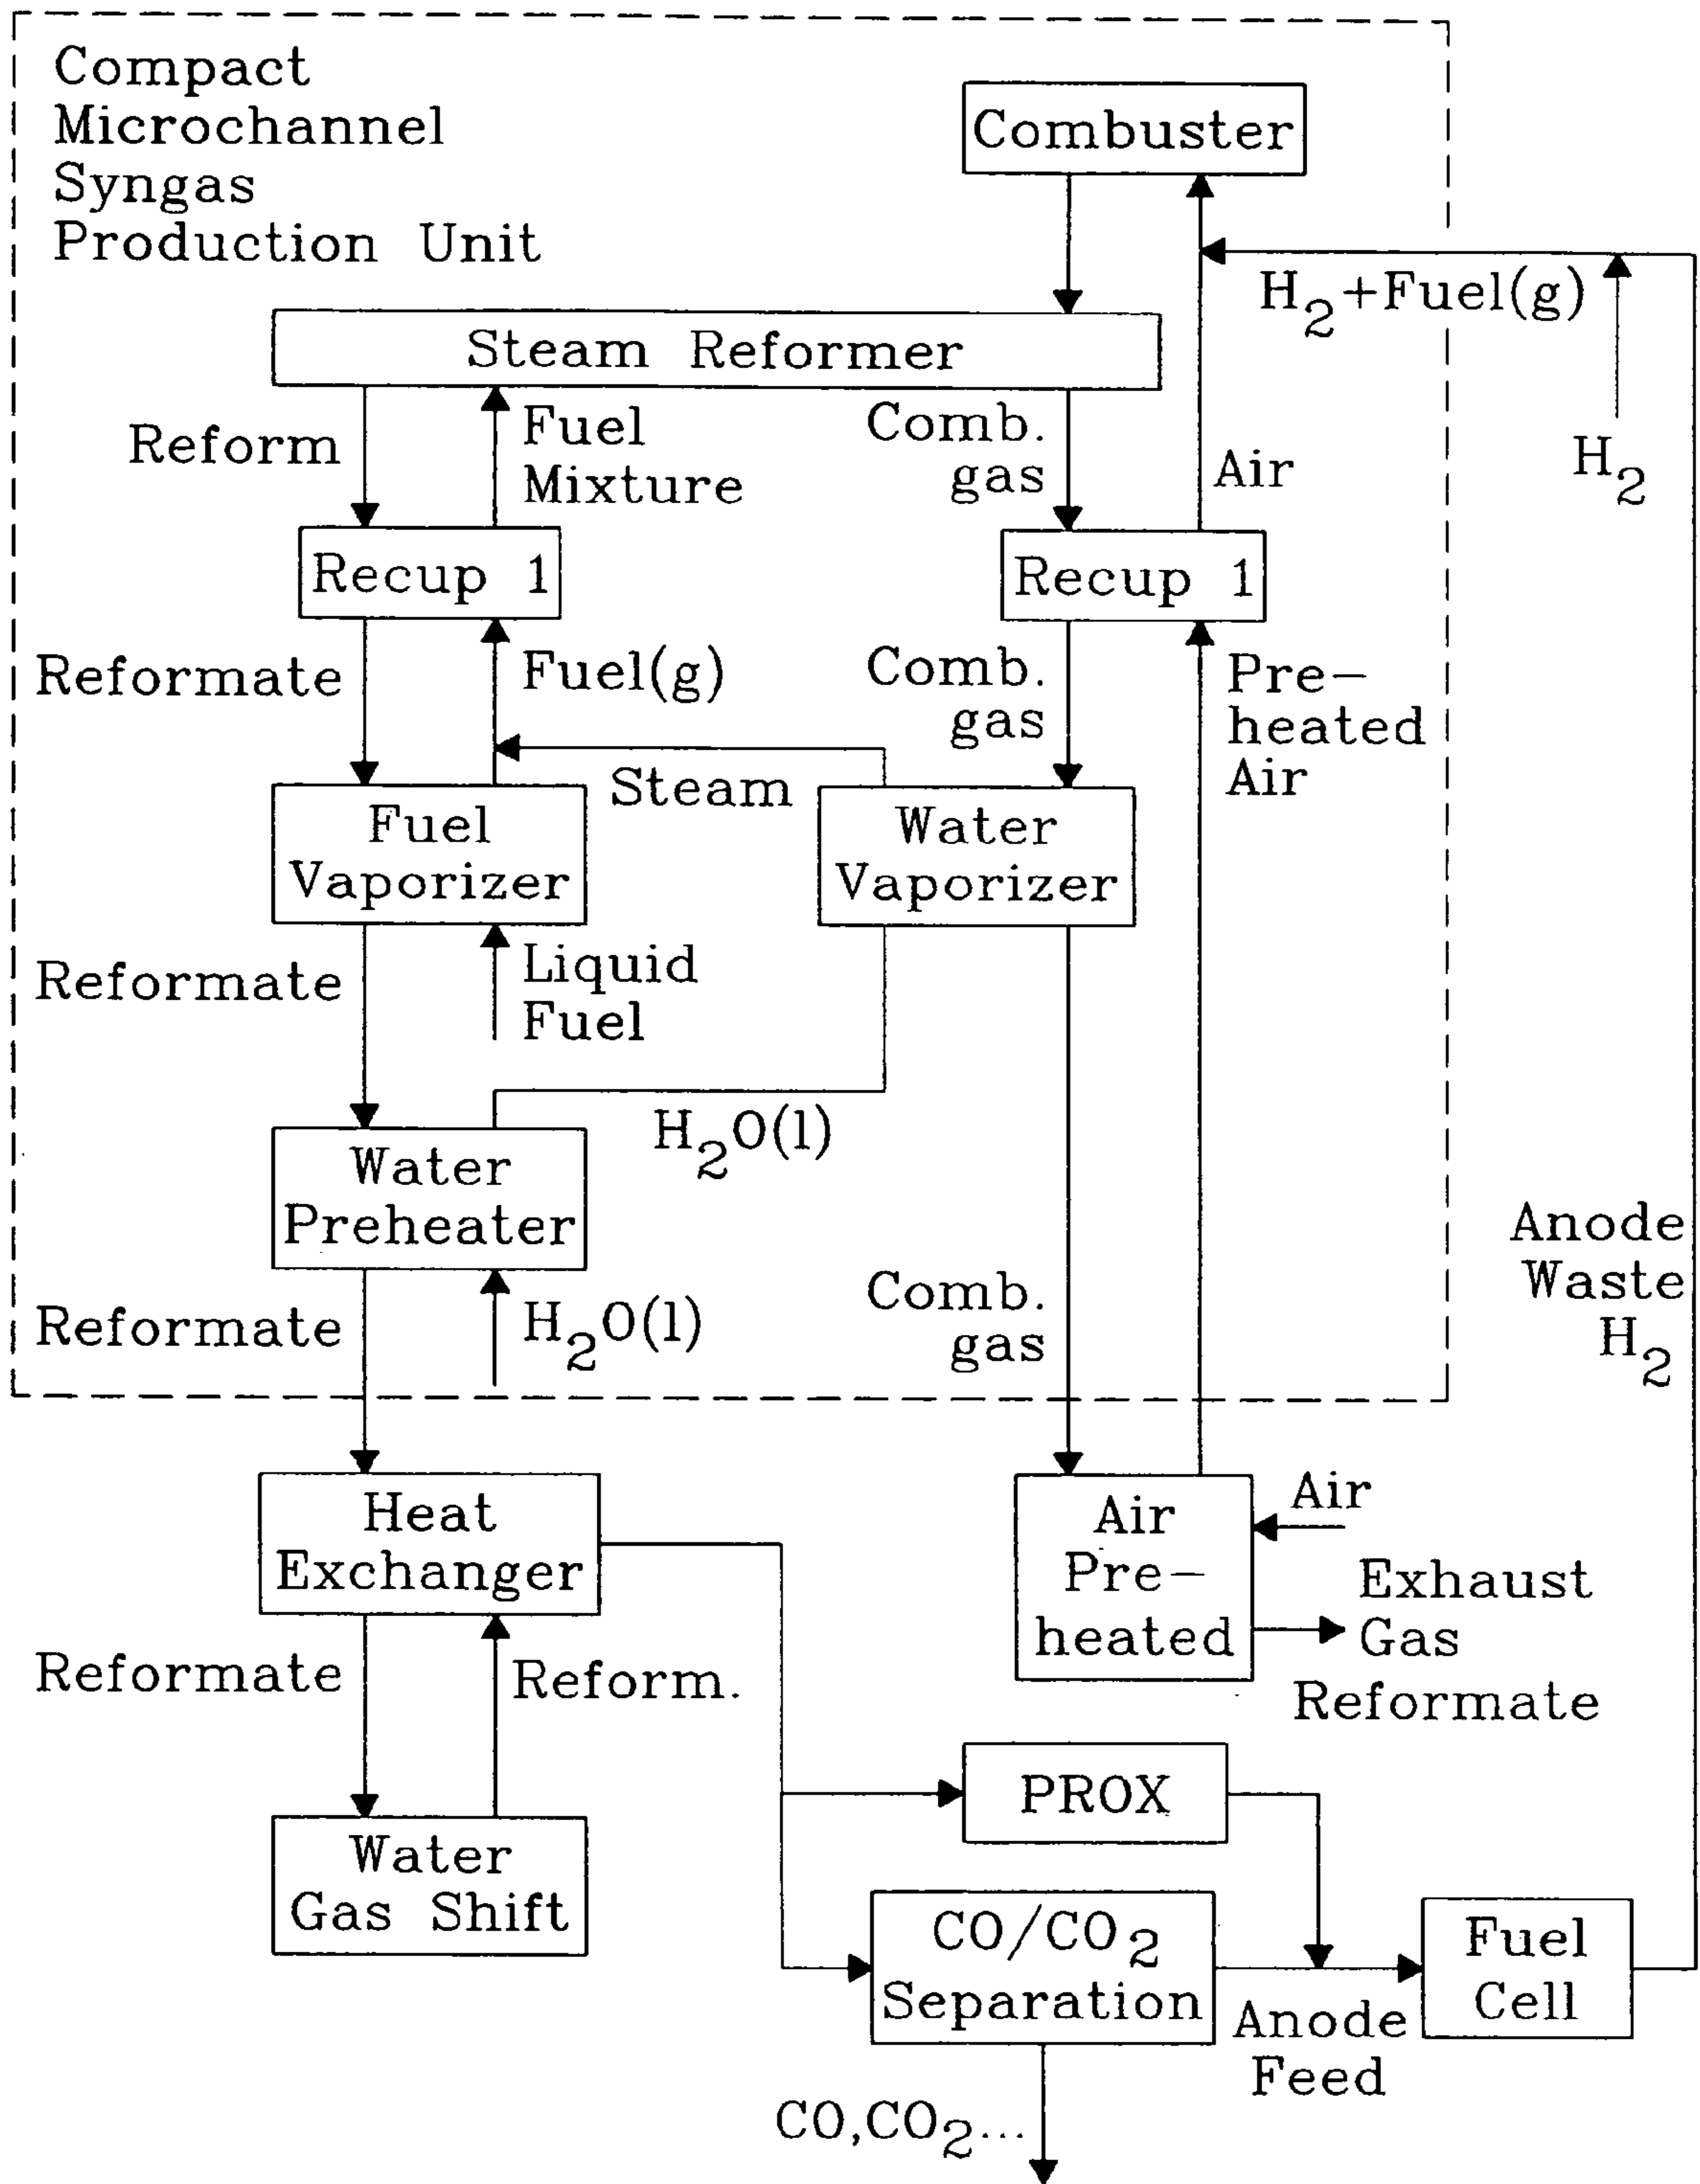 Compact
Microchannel
Syngas
Production Unit
Combuster
H2+Fuel(g)
H2
Steam Reformer
Reform
Fuel
Mixture
Comb.
gas
Air
Recup 1
Recup 1
Reformate
Fuel(g)
Comb.
gas
Pre-
heated
Air
Steam
Fuel
Vaporizer
Water
Vaporizer
Reformate
Liquid
Fuel
H2O(l)
Water
Preheater
Anode
Waste
H2
Reformate
H2O(l)
Comb.
gas
Heat
Exchanger
Air
Pre-
heated
Air
Exhaust
Gas
Reformate
Reformate
Reform.
PROX
Water
Gas Shift
CO/CO2
Separation
Fuel
Cell
Anode
Feed
CO,CO2...